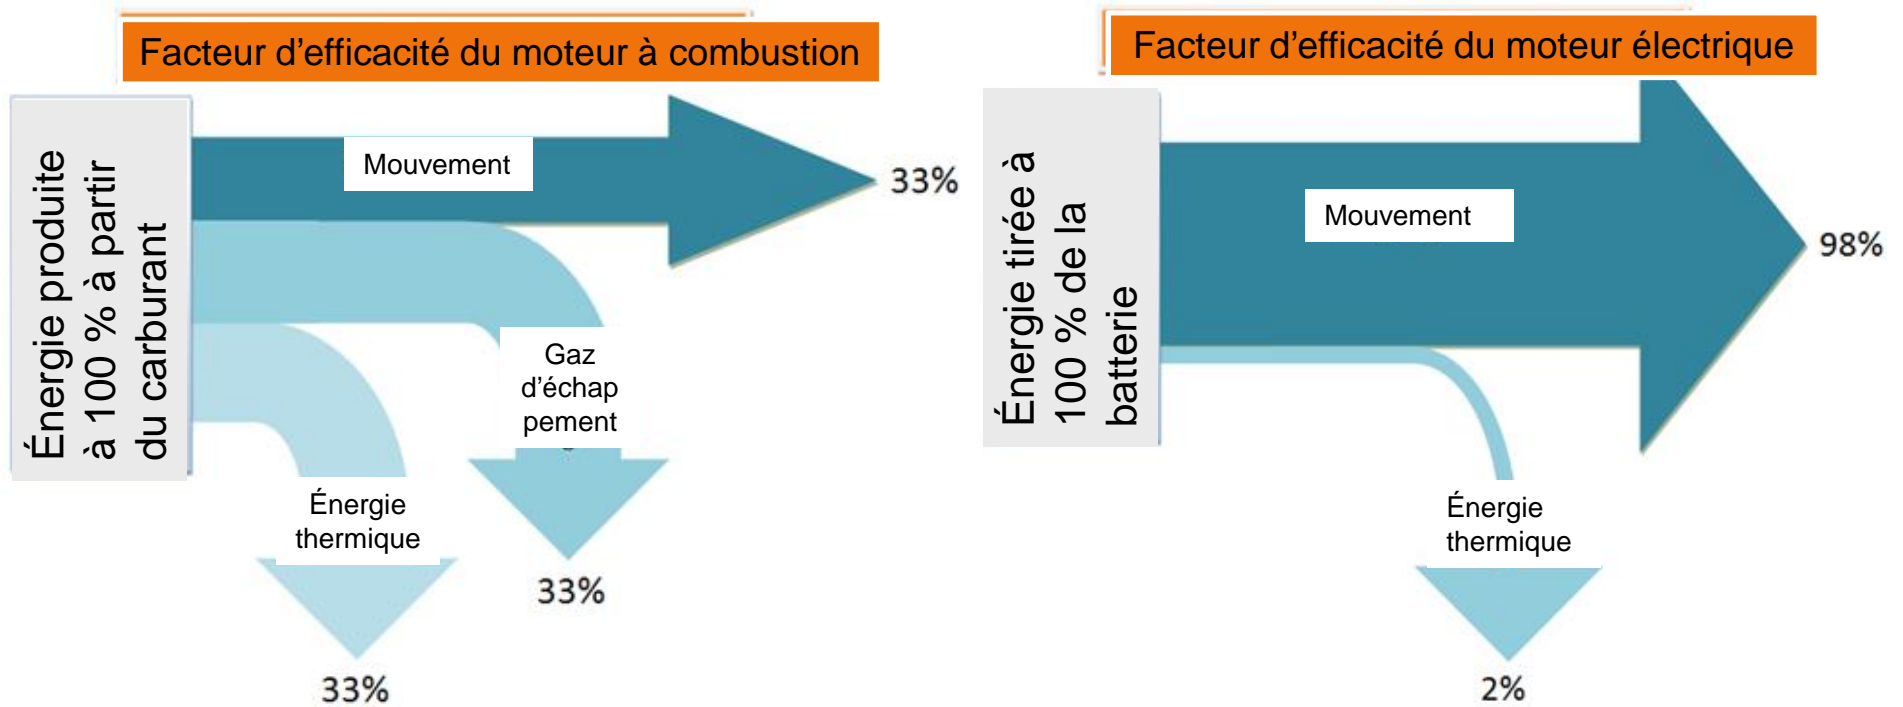 Facteur d’efficacité du moteur à combustion
Énergie produite
à 100 % à partir
du carburant
Mouvement
33%
Gaz
d’échap
pement
33%
Énergie
thermique
33%
Facteur d’efficacité du moteur électrique
Énergie tirée à
100 % de la
batterie
Mouvement
98%
Énergie
thermique
2%